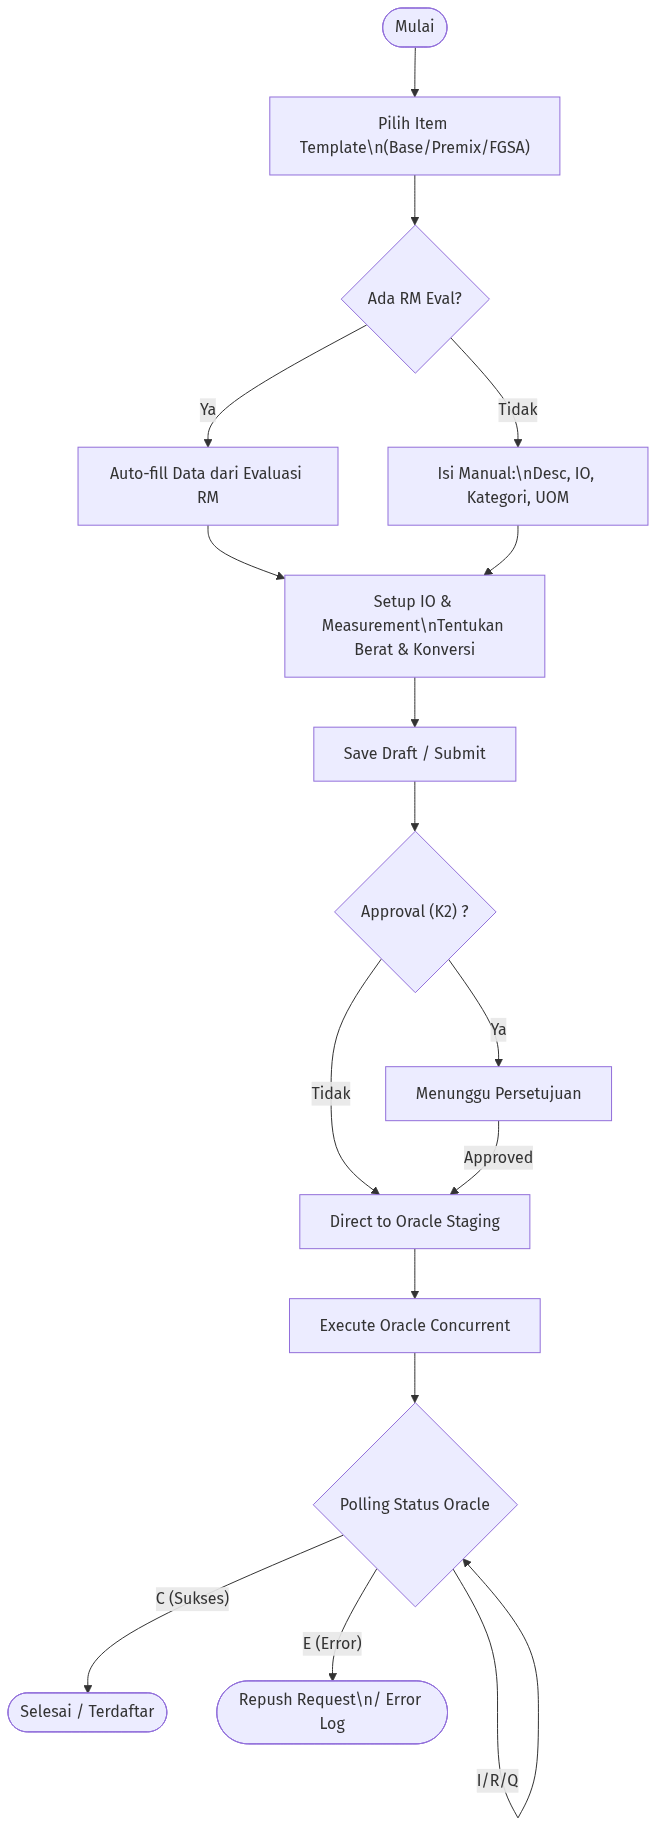 Mulai
Pilih Item
Template\n(Base/Premix/FGSA)
Ada RM Eval?
Ya
Tidak
Auto-fill Data dari Evaluasi
RM
Isi Manual:\nDesc, IO,
Kategori, UOM
Setup IO &
Measurement\nTentukan
Berat & Konversi
Save Draft / Submit
Approval (K2) ?
Ya
Tidak
Menunggu Persetujuan
Approved
Direct to Oracle Staging
Execute Oracle Concurrent
Polling Status Oracle
C (Sukses)
E (Error)
Selesai / Terdaftar
Repush Request\n/ Error
Log
I/R/Q